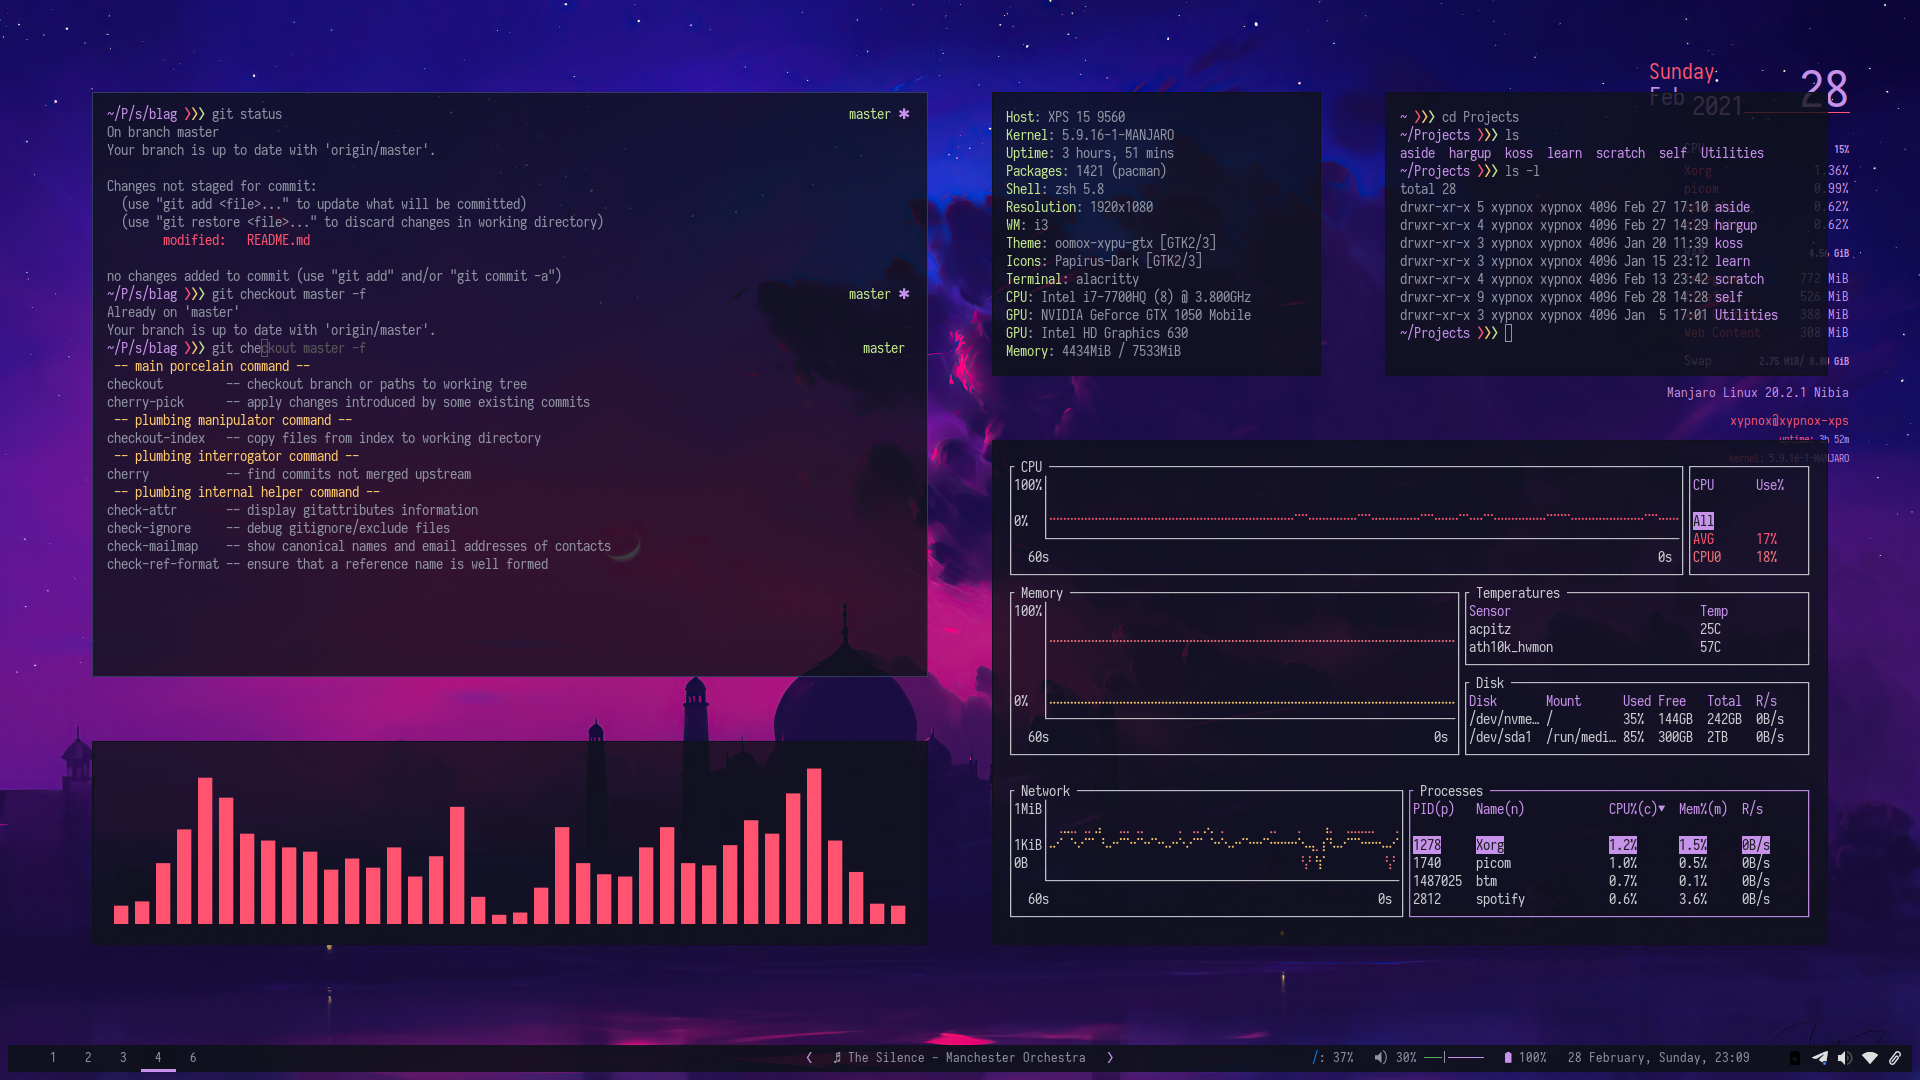 ~/P/s/blag ❯❯❯ git status master ✱
On branch master
Your branch is up to date with 'origin/master'.
Changes not staged for commit:
(use "git add <file>..." to update what will be committed)
(use "git restore <file>..." to discard changes in working directory)
modified: README.md
no changes added to commit (use "git add" and/or "git commit -a")
~/P/s/blag ❯❯❯ git checkout master -f master ✱
Already on 'master'
Your branch is up to date with 'origin/master'.
~/P/s/blag ❯❯❯ git checkout master -f master
-- main porcelain command --
checkout -- checkout branch or paths to working tree
cherry-pick -- apply changes introduced by some existing commits
-- plumbing manipulator command --
checkout-index -- copy files from index to working directory
-- plumbing interrogator command --
cherry -- find commits not merged upstream
-- plumbing internal helper command --
check-attr -- display gitattributes information
check-ignore -- debug gitignore/exclude files
check-mailmap -- show canonical names and email addresses of contacts
check-ref-format -- ensure that a reference name is well formed
Host: XPS 15 9560
Kernel: 5.9.16-1-MANJARO
Uptime: 3 hours, 51 mins
Packages: 1421 (pacman)
Shell: zsh 5.8
Resolution: 1920x1080
WM: i3
Theme: oomox-xypu-gtx [GTK2/3]
Icons: Papirus-Dark [GTK2/3]
Terminal: alacritty
CPU: Intel i7-7700HQ (8) @ 3.800GHz
GPU: NVIDIA GeForce GTX 1050 Mobile
GPU: Intel HD Graphics 630
Memory: 4434MiB / 7533MiB
Sunday,
Feb 2021 28
~ ❯❯❯ cd Projects
~/Projects ❯❯❯ ls
aside hargup koss learn scratch self Utilities
~/Projects ❯❯❯ ls -l
total 28
drwxr-xr-x 5 xypnox xypnox 4096 Feb 27 17:10 aside
drwxr-xr-x 4 xypnox xypnox 4096 Feb 27 14:29 hargup
drwxr-xr-x 3 xypnox xypnox 4096 Jan 20 11:39 koss
drwxr-xr-x 3 xypnox xypnox 4096 Jan 15 23:12 learn
drwxr-xr-x 4 xypnox xypnox 4096 Feb 13 23:42 scratch
drwxr-xr-x 9 xypnox xypnox 4096 Feb 28 14:28 self
drwxr-xr-x 3 xypnox xypnox 4096 Jan 5 17:01 Utilities
~/Projects ❯❯❯
15%
Xorg 1.36%
picom 0.99%
0.62%
0.62%
GiB
772 MiB
526 MiB
388 MiB
Web Content 308 MiB
Swap 2.75 MiB/ 8.80 GiB
Manjaro Linux 20.2.1 Nibia
xypnox@xypnox-xps
uptime: 3h 52m
kernel: 5.9.16-1-MANJARO
CPU
100%
0%
60s 0s
CPU Use%
All
AVG 17%
CPU0 18%
Memory
100%
0%
60s 0s
Temperatures
Sensor Temp
acpitz 25C
ath10k_hwmon 57C
Disk
Disk Mount Used Free Total R/s
/dev/nvme… / 35% 144GB 242GB 0B/s
/dev/sda1 /run/medi… 85% 300GB 2TB 0B/s
Network
1MiB
1KiB
0B
60s 0s
Processes
PID(p) Name(n) CPU%(c)▼ Mem%(m) R/s
1278 Xorg 1.2% 1.5% 0B/s
1740 picom 1.0% 0.5% 0B/s
1487025 btm 0.7% 0.1% 0B/s
2812 spotify 0.6% 3.6% 0B/s
1 2 3 4 6
The Silence - Manchester Orchestra
/: 37% 30% 100% 28 February, Sunday, 23:09